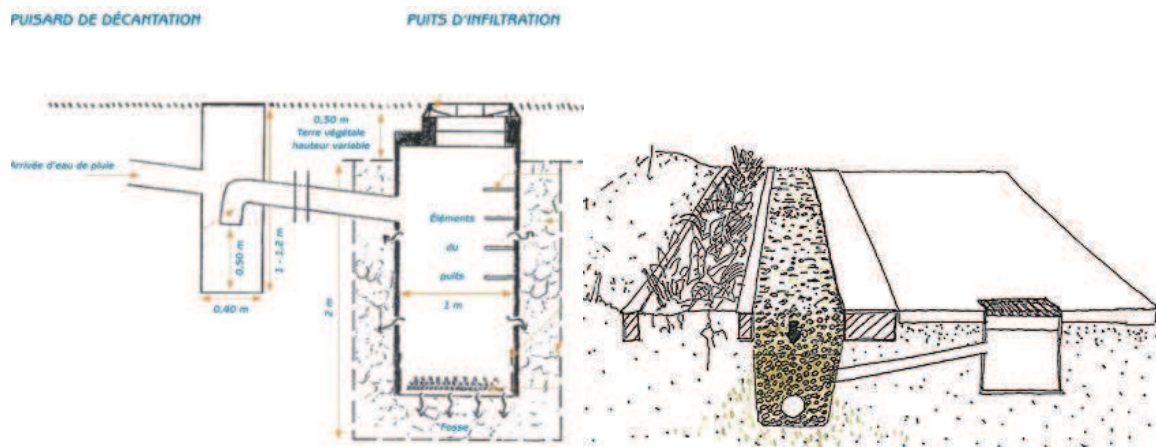 PUISARD DE DÉCANTATION
PUITS D'INFILTRATION
0,50 m
Terre végétale
hauteur variable
Arrivée d'eau de pluie
Éléments
du
puits
0,50 m
1 - 1,2 m
2 m
1 m
0,40 m
Fosse